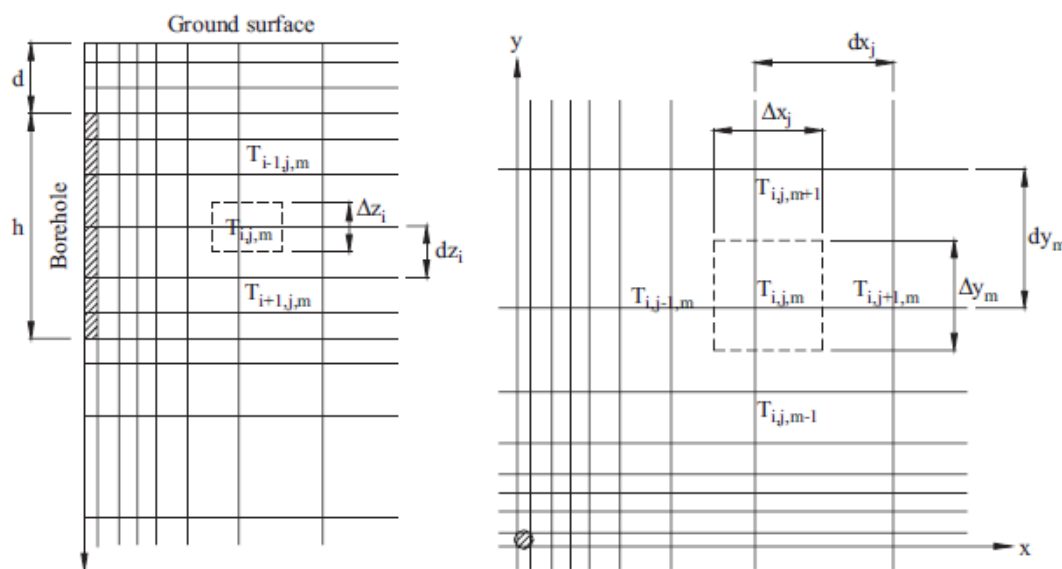 Ground surface
d
h
Borehole
T_{i-1,j,m}
T_{i,j,m}
T_{i+1,j,m}
Δz_i
dz_i
y
dx_j
Δx_j
T_{i,j,m+1}
T_{i,j-1,m}
T_{i,j,m}
T_{i,j+1,m}
Δy_m
dy_m
T_{i,j,m-1}
x